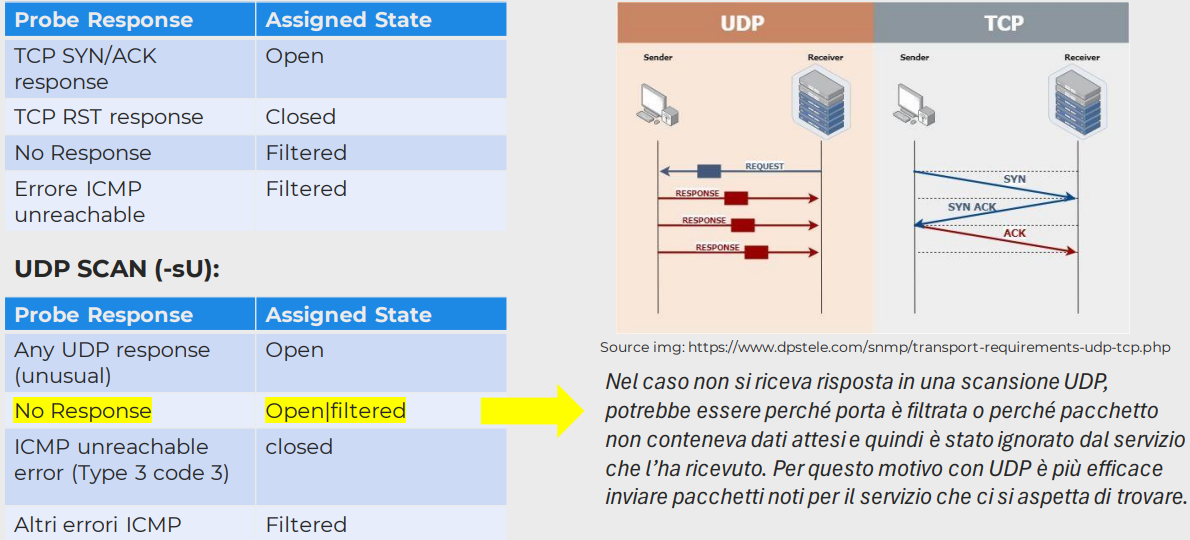 Probe Response Assigned State
TCP SYN/ACK response Open
TCP RST response Closed
No Response Filtered
Errore ICMP unreachable Filtered
UDP SCAN (-sU):
Probe Response Assigned State
Any UDP response (unusual) Open
No Response Open|filtered
ICMP unreachable error (Type 3 code 3) closed
Altri errori ICMP Filtered
UDP TCP
Sender Receiver Sender Receiver
REQUEST
RESPONSE
RESPONSE
RESPONSE
SYN
SYN ACK
ACK
Source img: https://www.dpstele.com/snmp/transport-requirements-udp-tcp.php
Nel caso non si riceva risposta in una scansione UDP,
potrebbe essere perché porta è filtrata o perché pacchetto
non conteneva dati attesi e quindi è stato ignorato dal servizio
che l’ha ricevuto. Per questo motivo con UDP è più efficace
inviare pacchetti noti per il servizio che ci si aspetta di trovare.